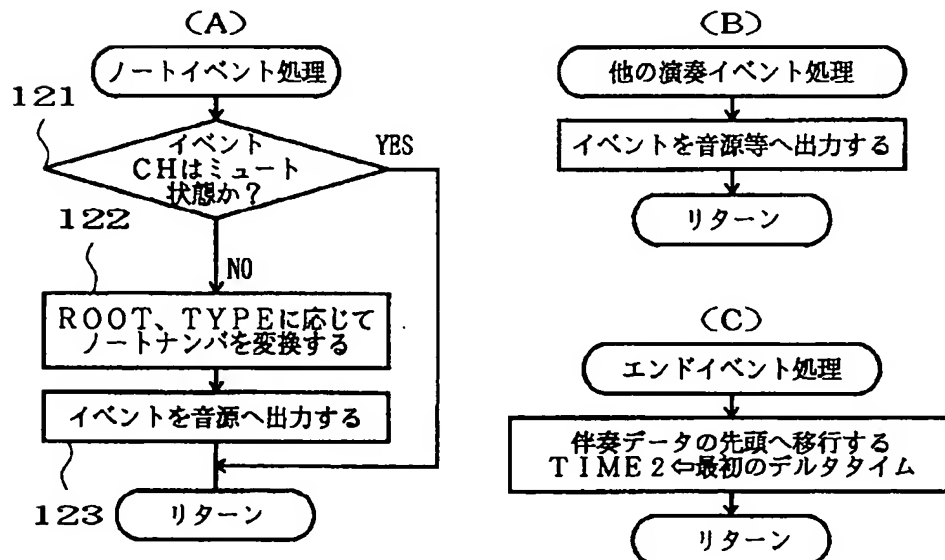 (A)
ノートイベント処理
121
イベント
CHはミュート
状態か?
YES
122
NO
ROOT、TYPEに応じて
ノートナンバを変換する
イベントを音源へ出力する
123
リターン
(B)
他の演奏イベント処理
イベントを音源等へ出力する
リターン
(C)
エンドイベント処理
伴奏データの先頭へ移行する
TIME2⇦最初のデルタタイム
リターン